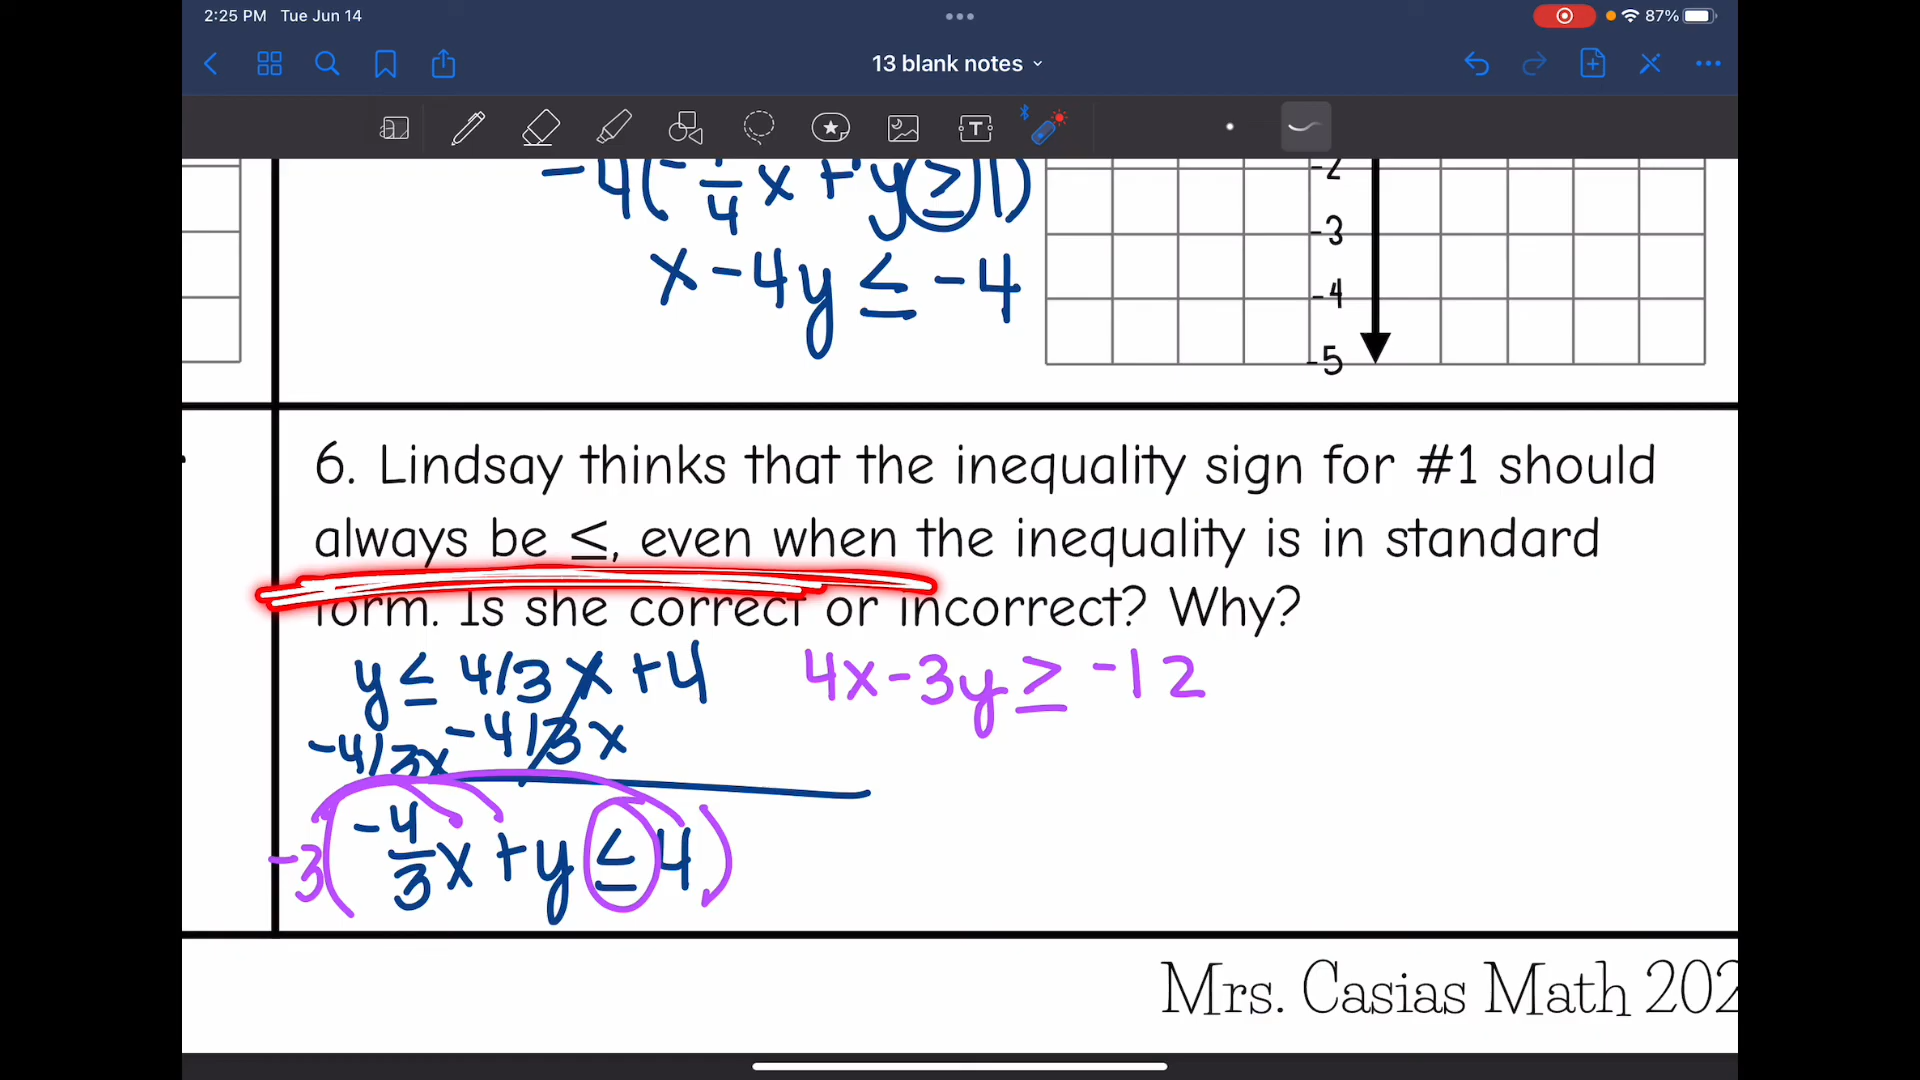 2:25 PM Tue Jun 14
87%
13 blank notes
-4(-1/4x + y ≥ 1)
x - 4y ≤ -4
-2
-3
-4
-5
6. Lindsay thinks that the inequality sign for #1 should
always be ≤, even when the inequality is in standard
form. Is she correct or incorrect? Why?
y ≤ 4/3x + 4
-4/3x -4/3x
-3(-4/3x + y ≤ 4)
4x - 3y ≥ -12
Mrs. Casias Math 202